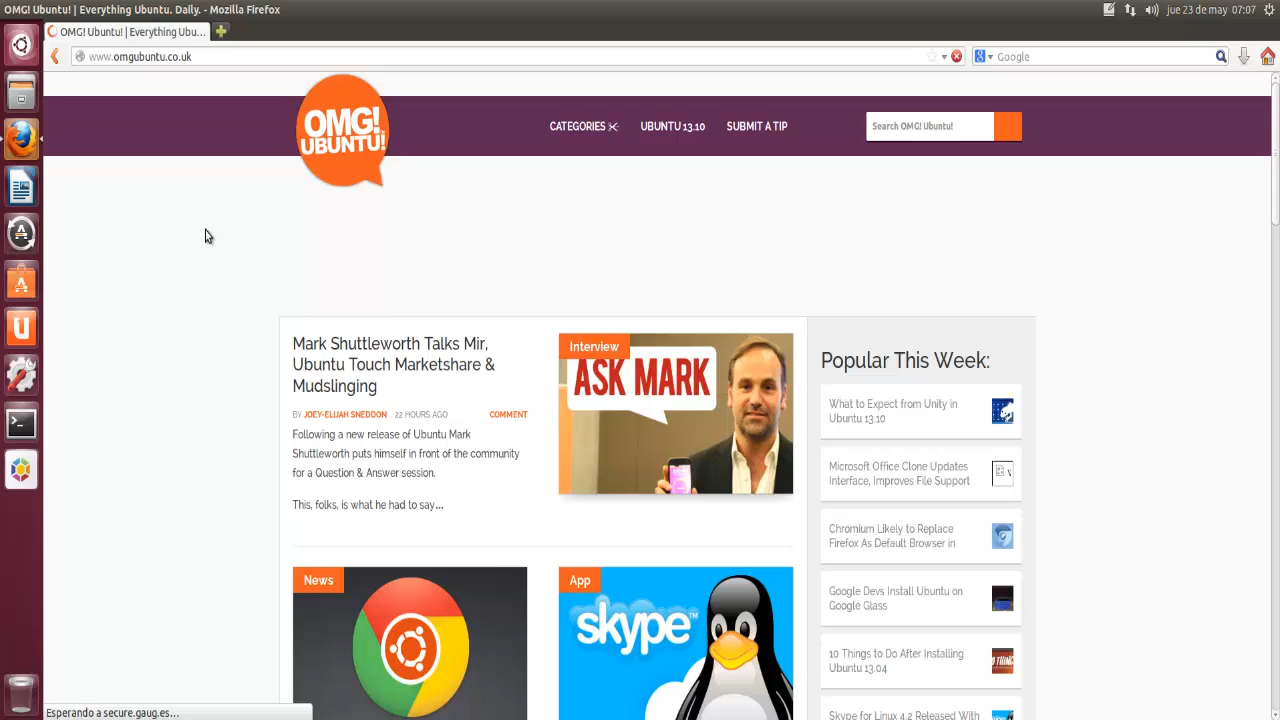 OMG! Ubuntu! | Everything Ubuntu. Daily. - Mozilla Firefox
jue 23 de may 07:07
OMG! Ubuntu! | Everything Ubu...
www.omgubuntu.co.uk
Google
OMG!
UBUNTU!
CATEGORIES
UBUNTU 13.10
SUBMIT A TIP
Search OMG! Ubuntu!
Mark Shuttleworth Talks Mir,
Ubuntu Touch Marketshare &
Mudslinging
BY JOEY-ELIJAH SNEDDON 22 HOURS AGO COMMENT
Following a new release of Ubuntu Mark
Shuttleworth puts himself in front of the community
for a Question & Answer session.
This, folks, is what he had to say...
Interview
ASK MARK
News
App
skype™
Popular This Week:
What to Expect from Unity in
Ubuntu 13.10
Microsoft Office Clone Updates
Interface, Improves File Support
Chromium Likely to Replace
Firefox As Default Browser in
Google Devs Install Ubuntu on
Google Glass
10 Things to Do After Installing
Ubuntu 13.04
Skype for Linux 4.2 Released With
Esperando a secure.gaug.es...